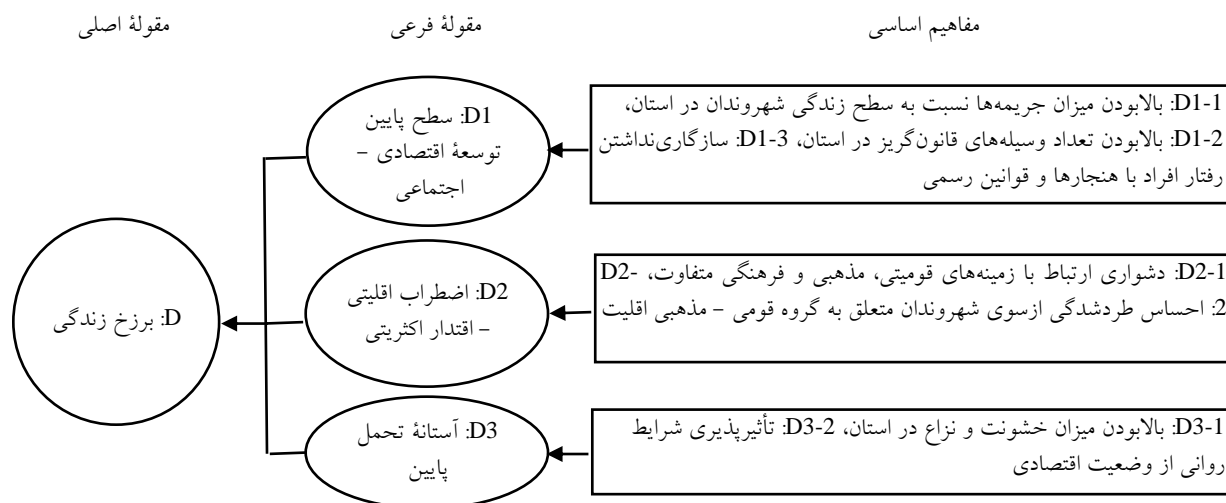 مفاهیم اساسی
مقولۀ فرعی
مقولۀ اصلی
D1-1: بالابودن میزان جریمه‌ها نسبت به سطح زندگی شهروندان در استان،
D1-2: بالابودن تعداد وسیله‌های قانون‌گریز در استان، D1-3: سازگاری‌نداشتن
رفتار افراد با هنجارها و قوانین رسمی
D1: سطح پایین
توسعۀ اقتصادی –
اجتماعی
D2-1: دشواری ارتباط با زمینه‌های قومیتی، مذهبی و فرهنگی متفاوت، D2-
2: احساس طردشدگی ازسوی شهروندان متعلق به گروه قومی – مذهبی اقلیت
D2: اضطراب اقلیتی
– اقتدار اکثریتی
D: برزخ زندگی
D3-1: بالابودن میزان خشونت و نزاع در استان، D3-2: تأثیرپذیری شرایط
روانی از وضعیت اقتصادی
D3: آستانۀ تحمل
پایین